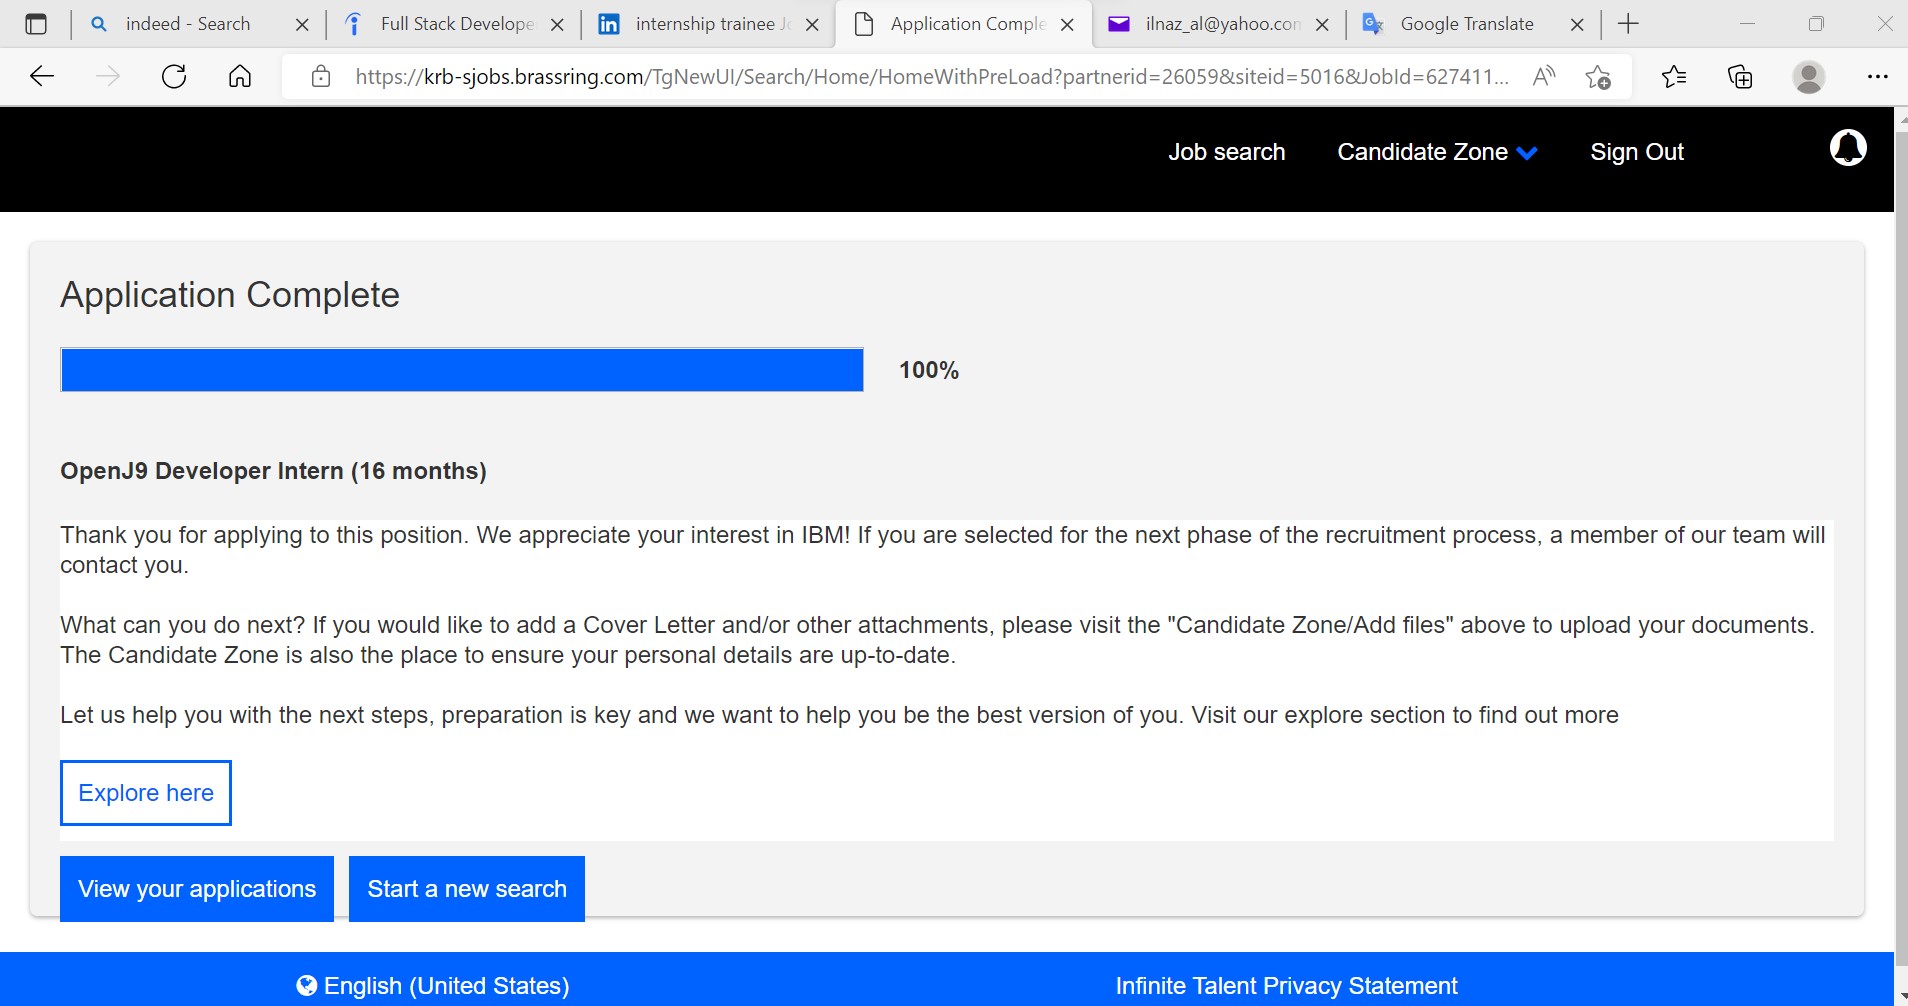 indeed - Search
Full Stack Develope
internship trainee Jo
Application Comple
ilnaz_al@yahoo.con
Google Translate
https://krb-sjobs.brassring.com/TgNewUI/Search/Home/HomeWithPreLoad?partnerid=26059&siteid=5016&JobId=627411...
Job search
Candidate Zone
Sign Out
Application Complete
100%
OpenJ9 Developer Intern (16 months)
Thank you for applying to this position. We appreciate your interest in IBM! If you are selected for the next phase of the recruitment process, a member of our team will
contact you.
What can you do next? If you would like to add a Cover Letter and/or other attachments, please visit the "Candidate Zone/Add files" above to upload your documents.
The Candidate Zone is also the place to ensure your personal details are up-to-date.
Let us help you with the next steps, preparation is key and we want to help you be the best version of you. Visit our explore section to find out more
Explore here
View your applications
Start a new search
English (United States)
Infinite Talent Privacy Statement